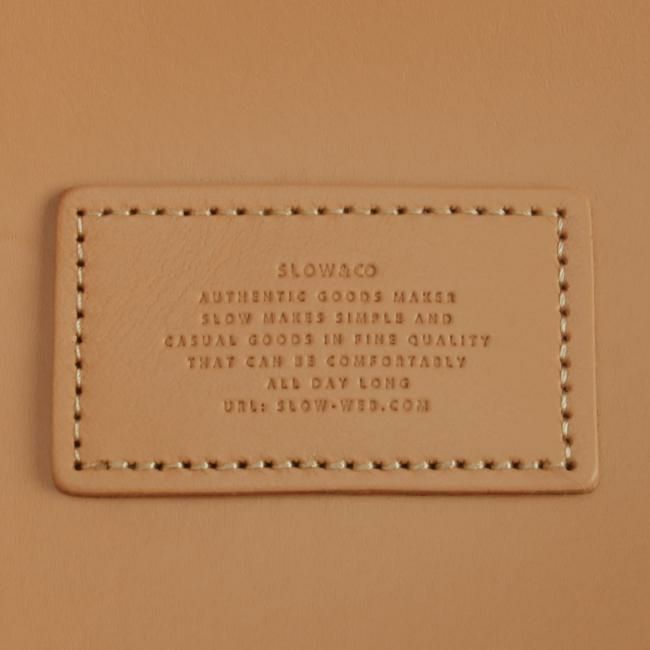 SLOW&CO
AUTHENTIC GOODS MAKER
SLOW MAKES SIMPLE AND
CASUAL GOODS IN FINE QUALITY
THAT CAN BE COMFORTABLY
ALL DAY LONG
URL: SLOW-WEB.COM